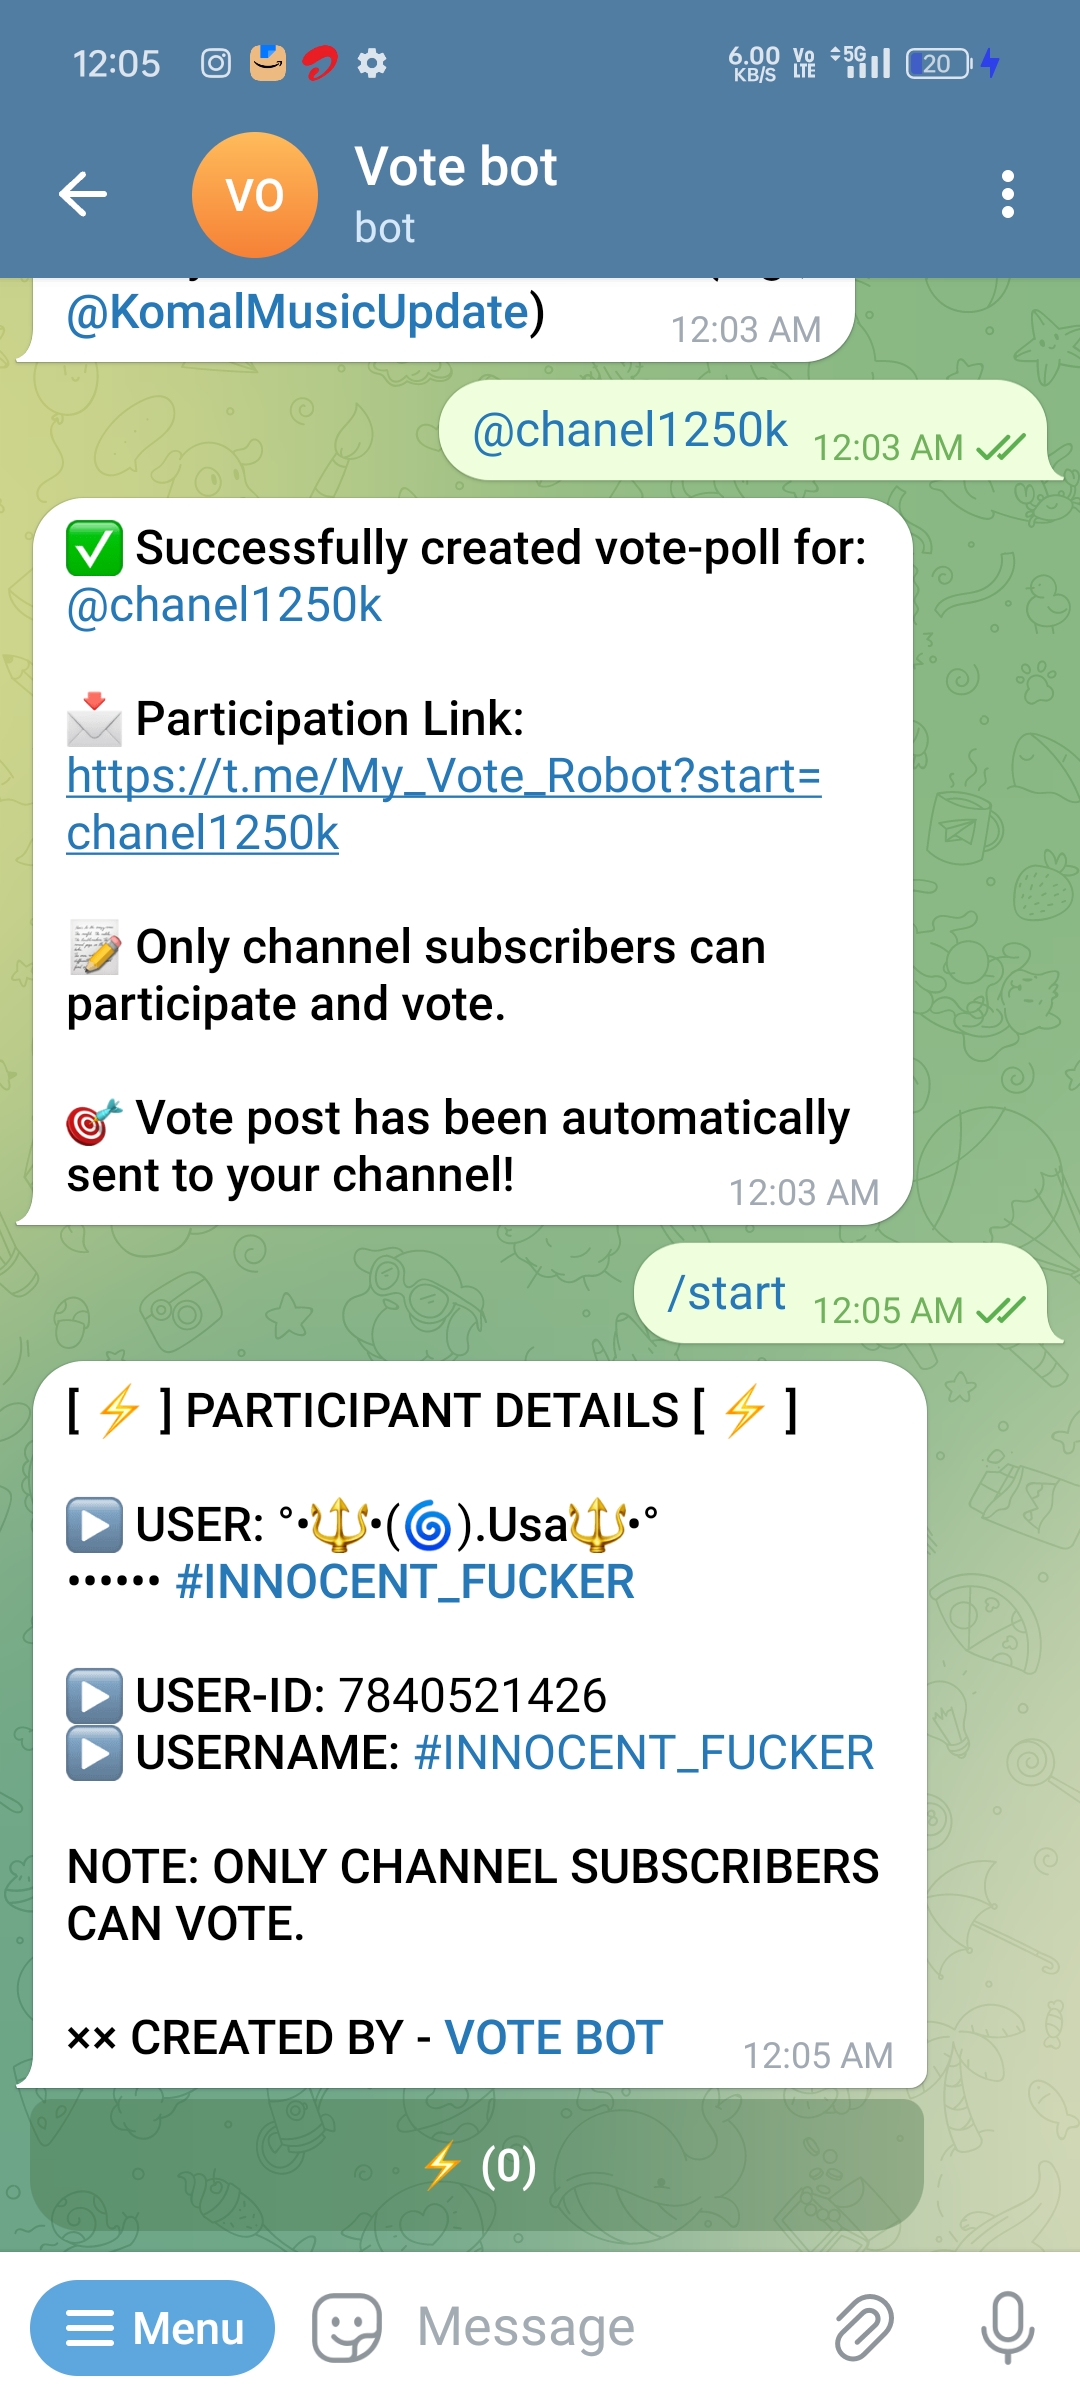 12:05
6.00 KB/S Vo LTE 5G 20
VO
Vote bot
bot
@KomalMusicUpdate)
12:03 AM
@chanel1250k
12:03 AM
✅ Successfully created vote-poll for:
@chanel1250k
📩 Participation Link:
https://t.me/My_Vote_Robot?start=
chanel1250k
📝 Only channel subscribers can
participate and vote.
🎯 Vote post has been automatically
sent to your channel!
12:03 AM
/start
12:05 AM
[ ⚡ ] PARTICIPANT DETAILS [ ⚡ ]
▶️ USER: °•🔱•(🌀).Usa🔱•°
•••••• #INNOCENT_FUCKER
▶️ USER-ID: 7840521426
▶️ USERNAME: #INNOCENT_FUCKER
NOTE: ONLY CHANNEL SUBSCRIBERS
CAN VOTE.
×× CREATED BY - VOTE BOT
12:05 AM
⚡ (0)
Menu
Message